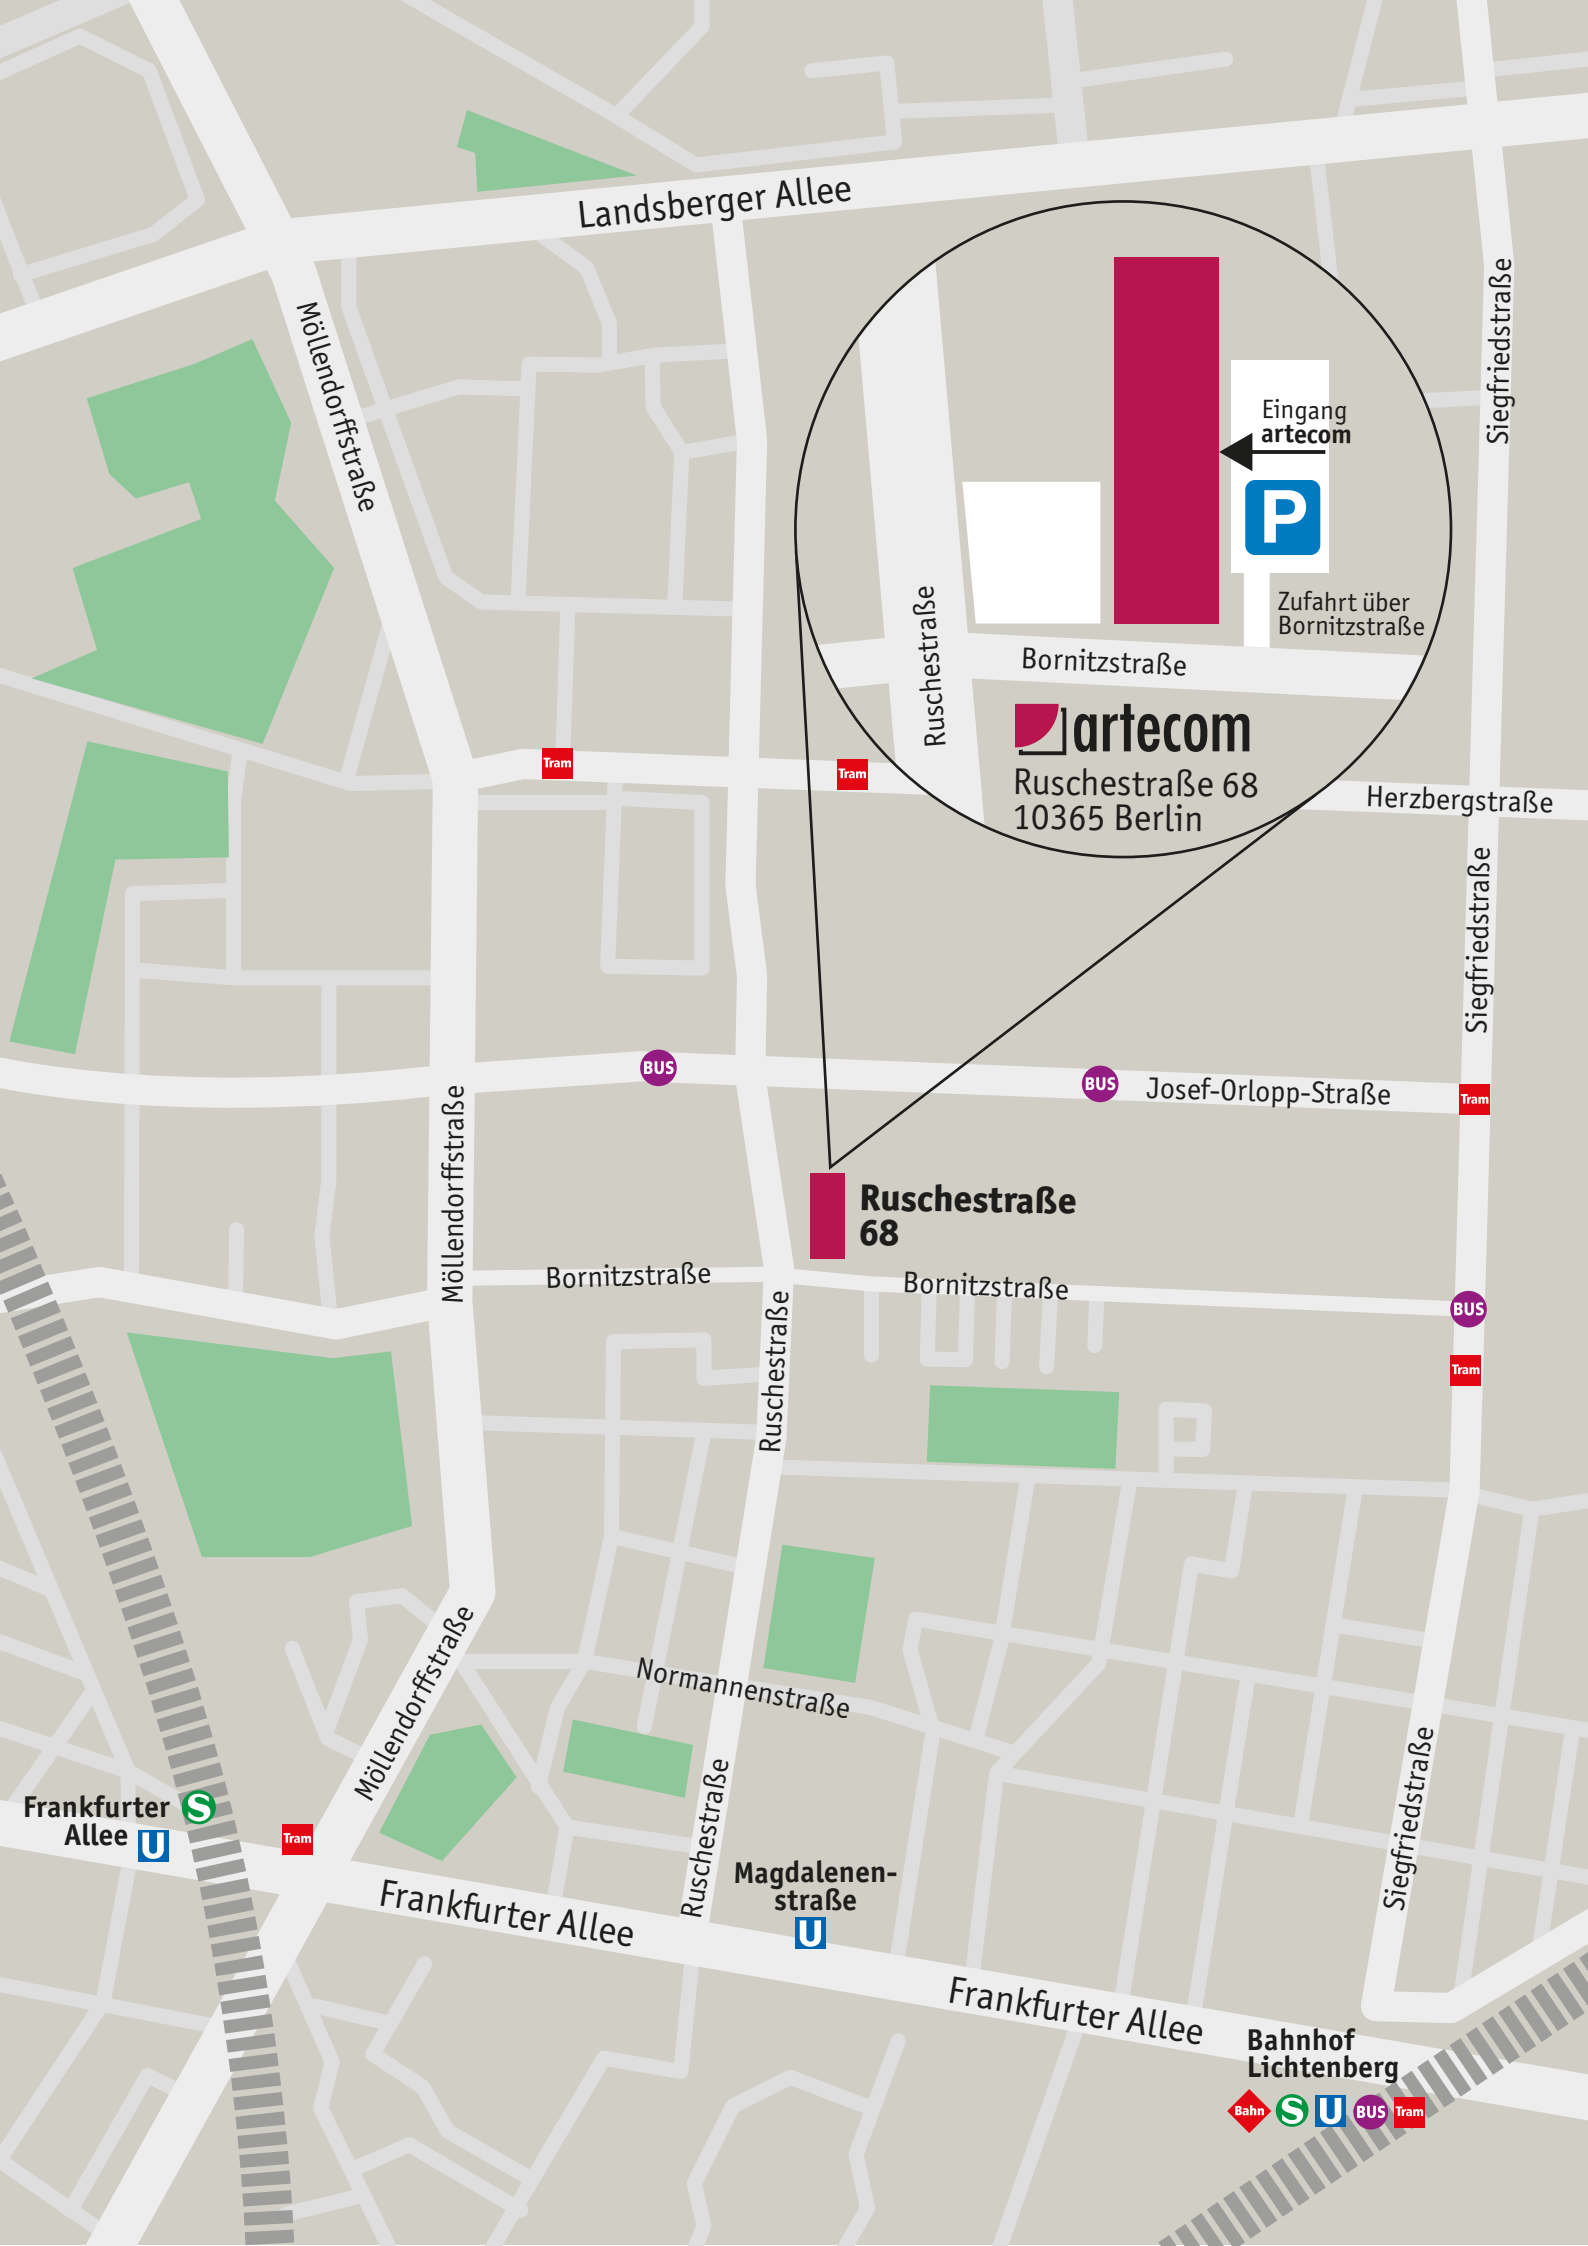 Landsberger Allee
Möllendorffstraße
Siegfriedstraße
Eingang
artecom
P
Zufahrt über
Bornitzstraße
Ruschestraße
Bornitzstraße
artecom
Ruschestraße 68
10365 Berlin
Tram
Tram
Herzbergstraße
Siegfriedstraße
BUS
BUS
Josef-Orlopp-Straße
Tram
Möllendorffstraße
Ruschestraße
68
Bornitzstraße
Bornitzstraße
BUS
Ruschestraße
Tram
Möllendorffstraße
Normannenstraße
Siegfriedstraße
Ruschestraße
Frankfurter
Allee
S
U
Tram
Frankfurter Allee
Magdalenen-
straße
U
Frankfurter Allee
Bahnhof
Lichtenberg
Bahn S U BUS Tram